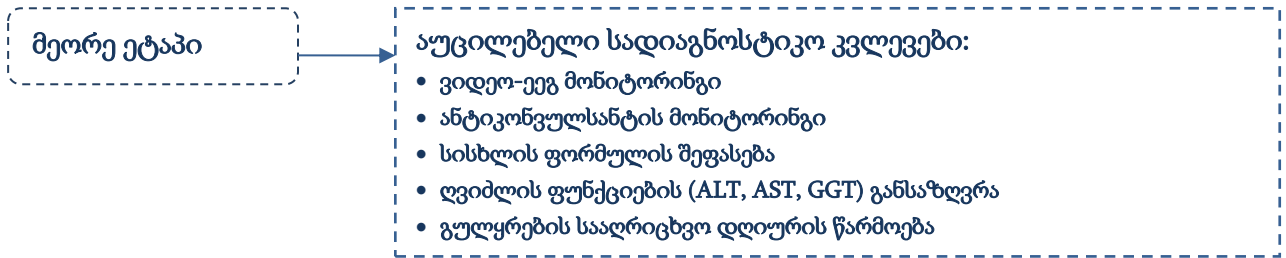 მეორე ეტაპი
აუცილებელი სადიაგნოსტიკო კვლევები:
• ვიდეო-ეეგ მონიტორინგი
• ანტიკონვულსანტის მონიტორინგი
• სისხლის ფორმულის შეფასება
• ღვიძლის ფუნქციების (ALT, AST, GGT) განსაზღვრა
• გულყრების სააღრიცხვო დღიურის წარმოება